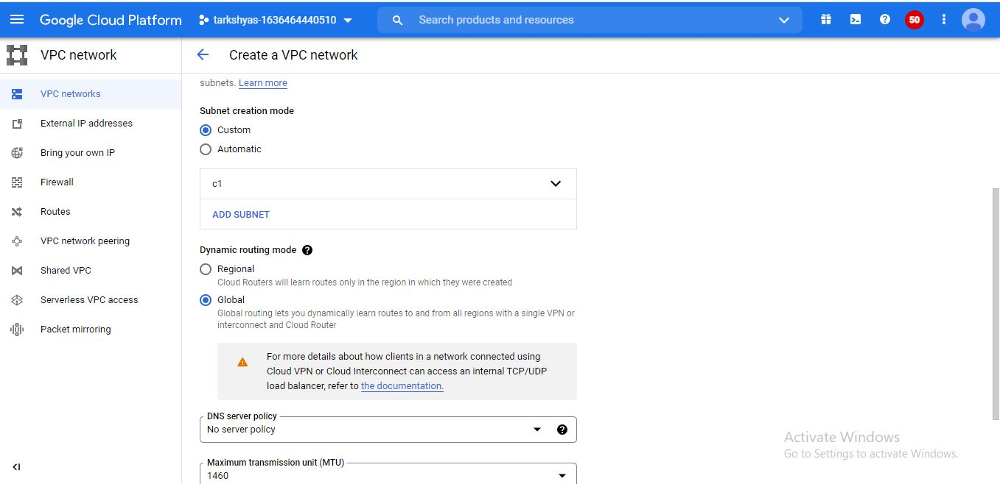 Google Cloud Platform
tarkshyas-1636464440510
Search products and resources
50
VPC network
Create a VPC network
VPC networks
External IP addresses
Bring your own IP
Firewall
Routes
VPC network peering
Shared VPC
Serverless VPC access
Packet mirroring
subnets. Learn more
Subnet creation mode
Custom
Automatic
c1
ADD SUBNET
Dynamic routing mode
Regional
Cloud Routers will learn routes only in the region in which they were created
Global
Global routing lets you dynamically learn routes to and from all regions with a single VPN or
interconnect and Cloud Router
For more details about how clients in a network connected using
Cloud VPN or Cloud Interconnect can access an internal TCP/UDP
load balancer, refer to the documentation.
DNS server policy
No server policy
Maximum transmission unit (MTU)
1460
Activate Windows
Go to Settings to activate Windows.